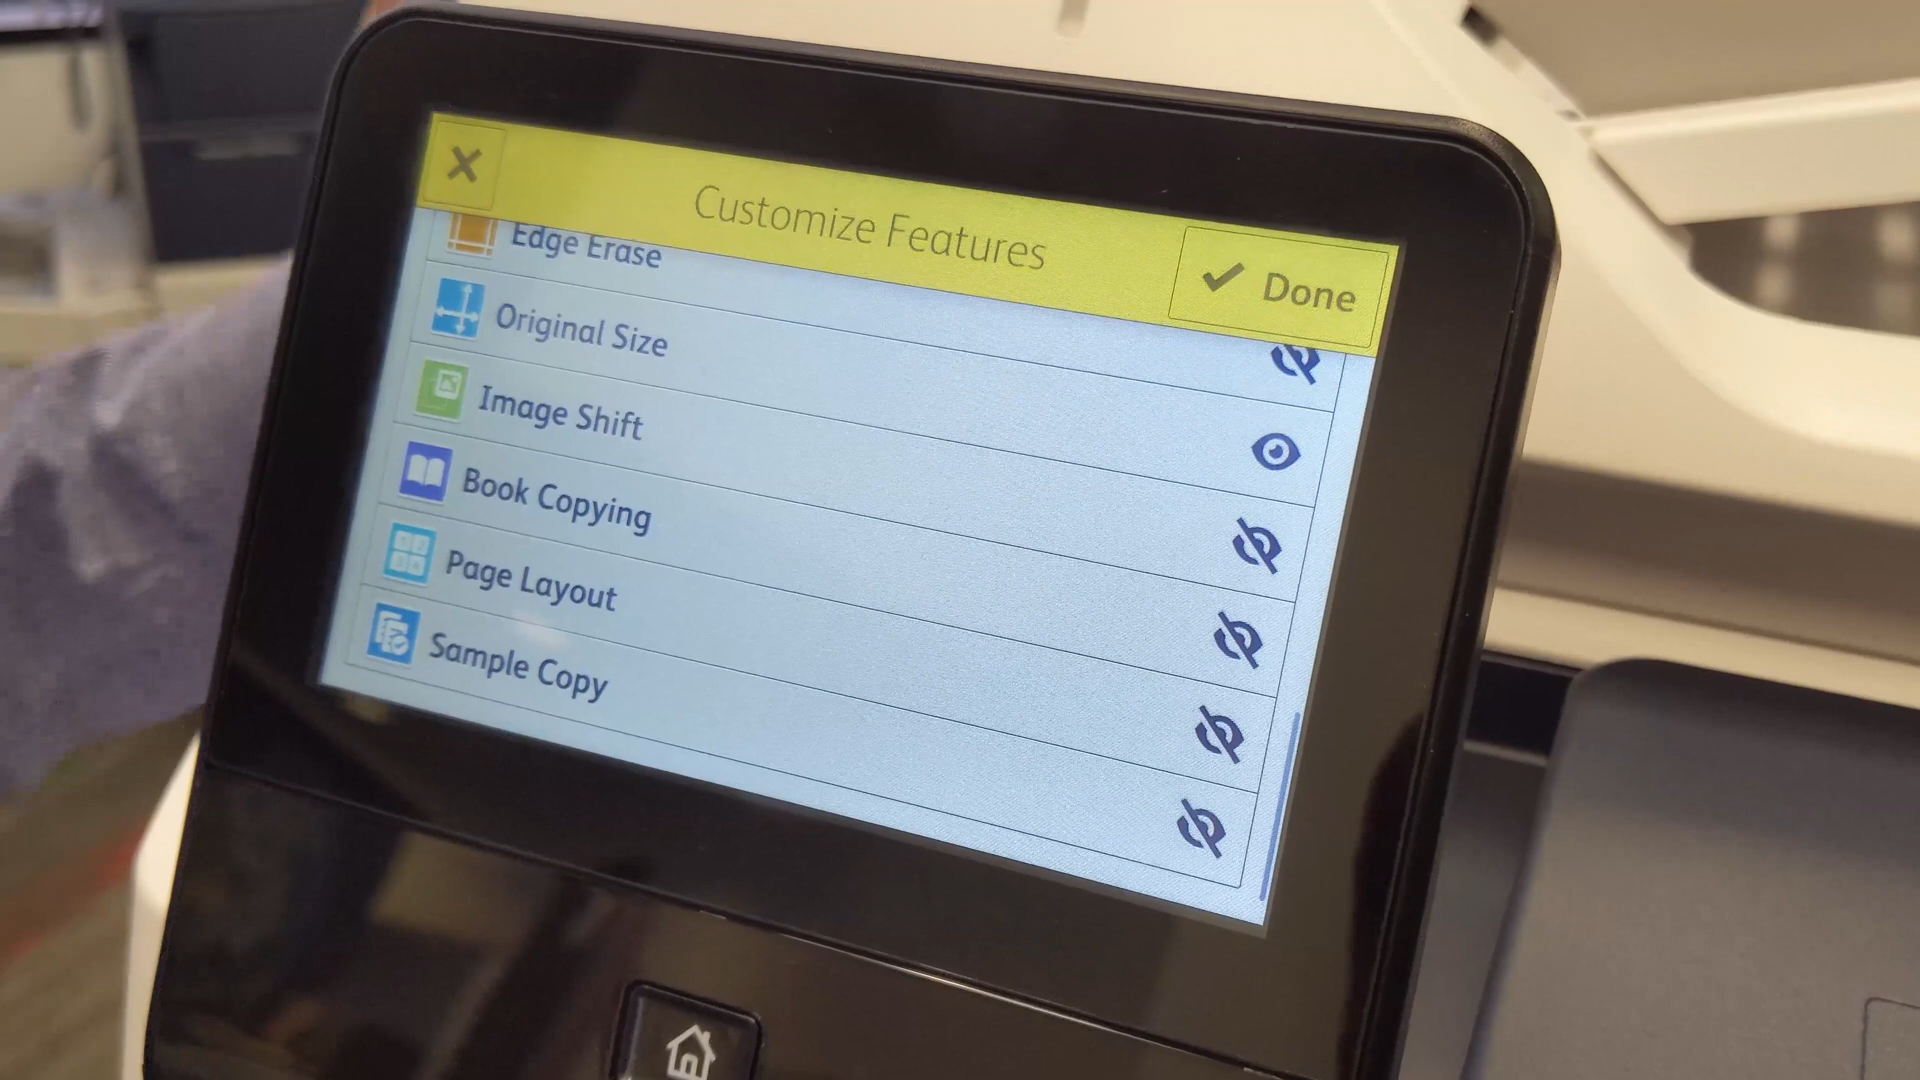 Customize Features
Done
Edge Erase
Original Size
Image Shift
Book Copying
Page Layout
Sample Copy